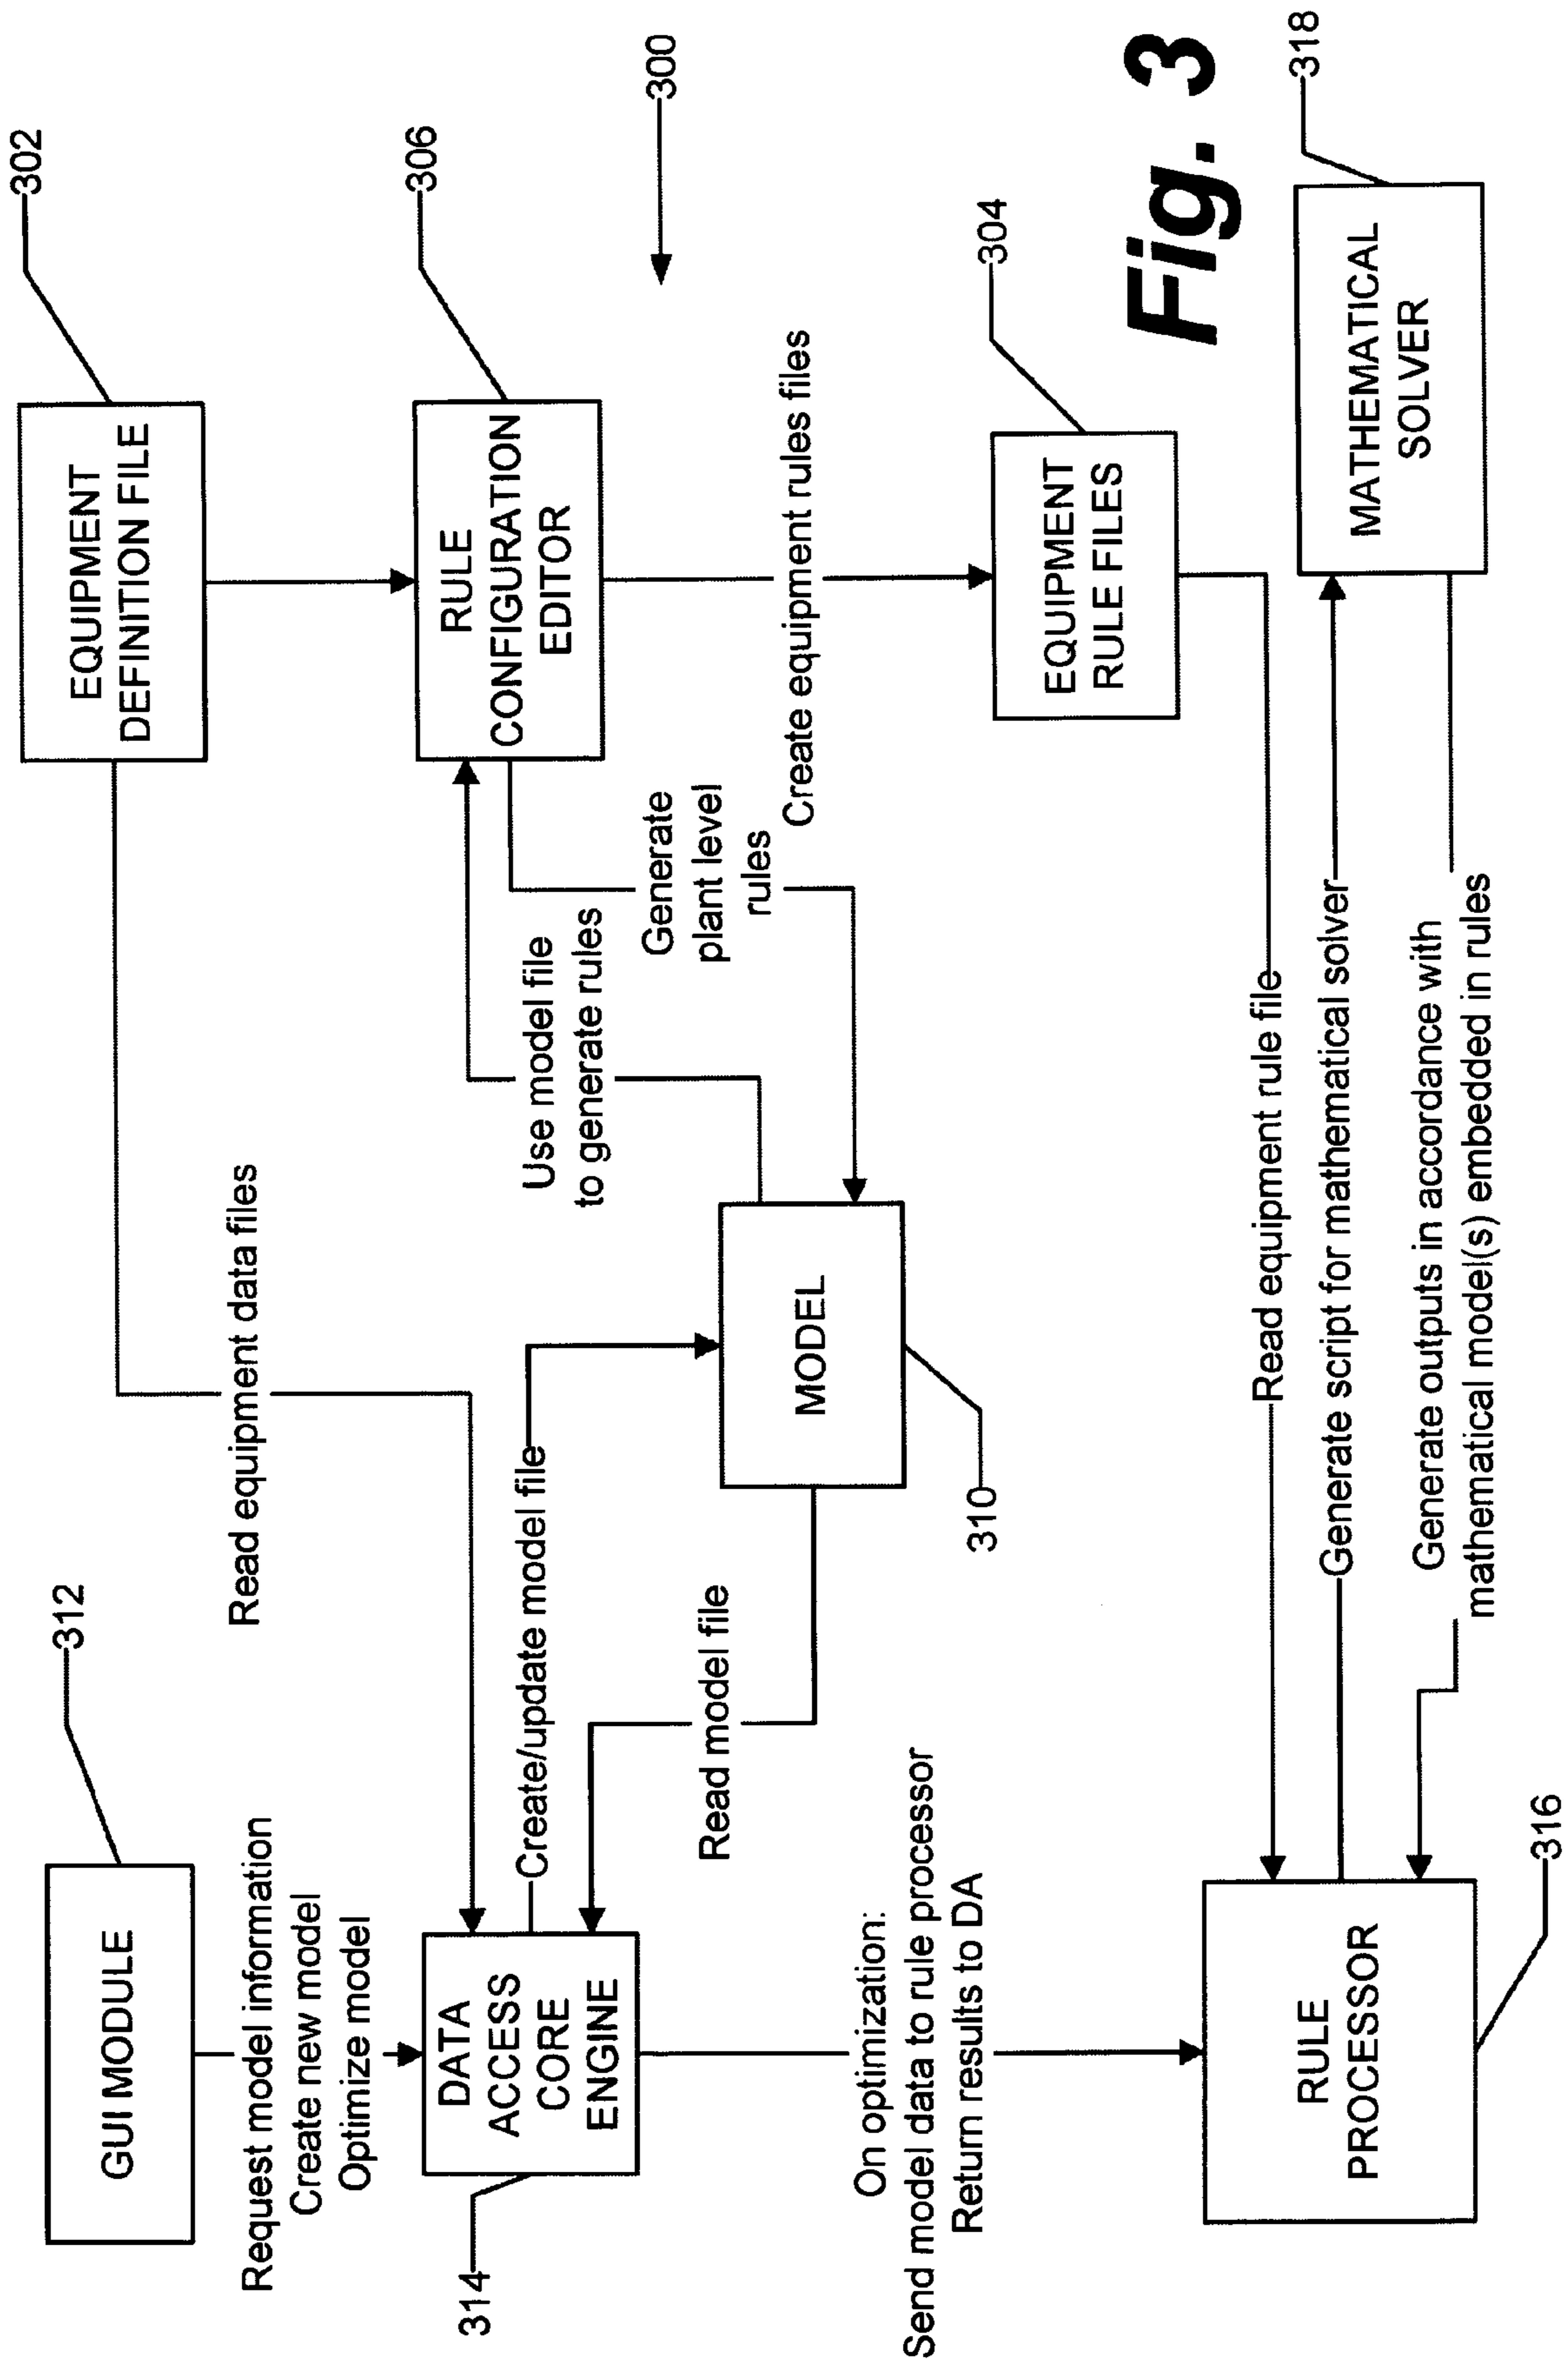 312
GUI MODULE
Request model information
Create new model
Optimize model
302
EQUIPMENT
DEFINITION FILE
Read equipment data files
314
DATA
ACCESS
CORE
ENGINE
Create/update model file
Read model file
Use model file
to generate rules
306
RULE
CONFIGURATION
EDITOR
Generate
plant level
rules
300
MODEL
310
Create equipment rules files
On optimization:
Send model data to rule processor
Return results to DA
304
EQUIPMENT
RULE FILES
Fig. 3
RULE
PROCESSOR
316
Read equipment rule file
Generate script for mathematical solver
Generate outputs in accordance with
mathematical model(s) embedded in rules
318
MATHEMATICAL
SOLVER